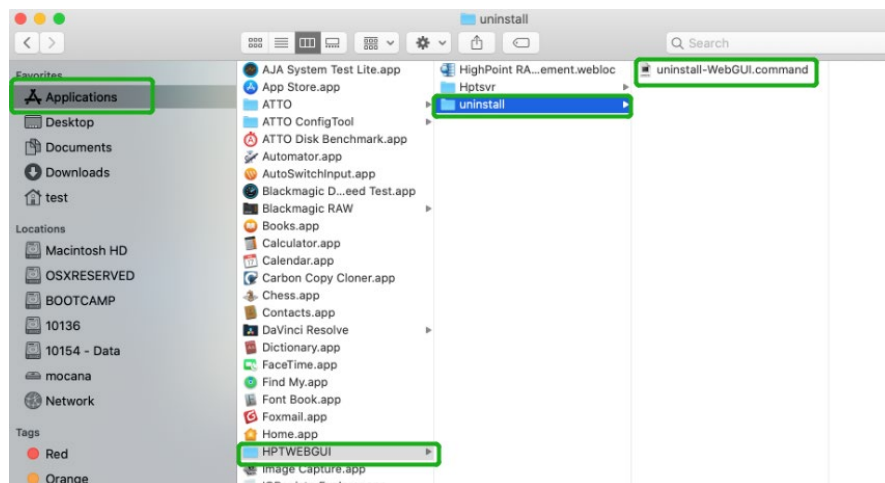 uninstall
Search
Favorites
Applications
Desktop
Documents
Downloads
test
Locations
Macintosh HD
OSXRESERVED
BOOTCAMP
10136
10154 - Data
mocana
Network
Tags
Red
Orange
AJA System Test Lite.app
App Store.app
ATTO
ATTO ConfigTool
ATTO Disk Benchmark.app
Automator.app
AutoSwitchInput.app
Blackmagic D...eed Test.app
Blackmagic RAW
Books.app
Calculator.app
Calendar.app
Carbon Copy Cloner.app
Chess.app
Contacts.app
DaVinci Resolve
Dictionary.app
FaceTime.app
Find My.app
Font Book.app
Foxmail.app
Home.app
HPTWEBGUI
Image Capture.app
HighPoint RA...ement.webloc
Hptsvr
uninstall
uninstall-WebGUI.command